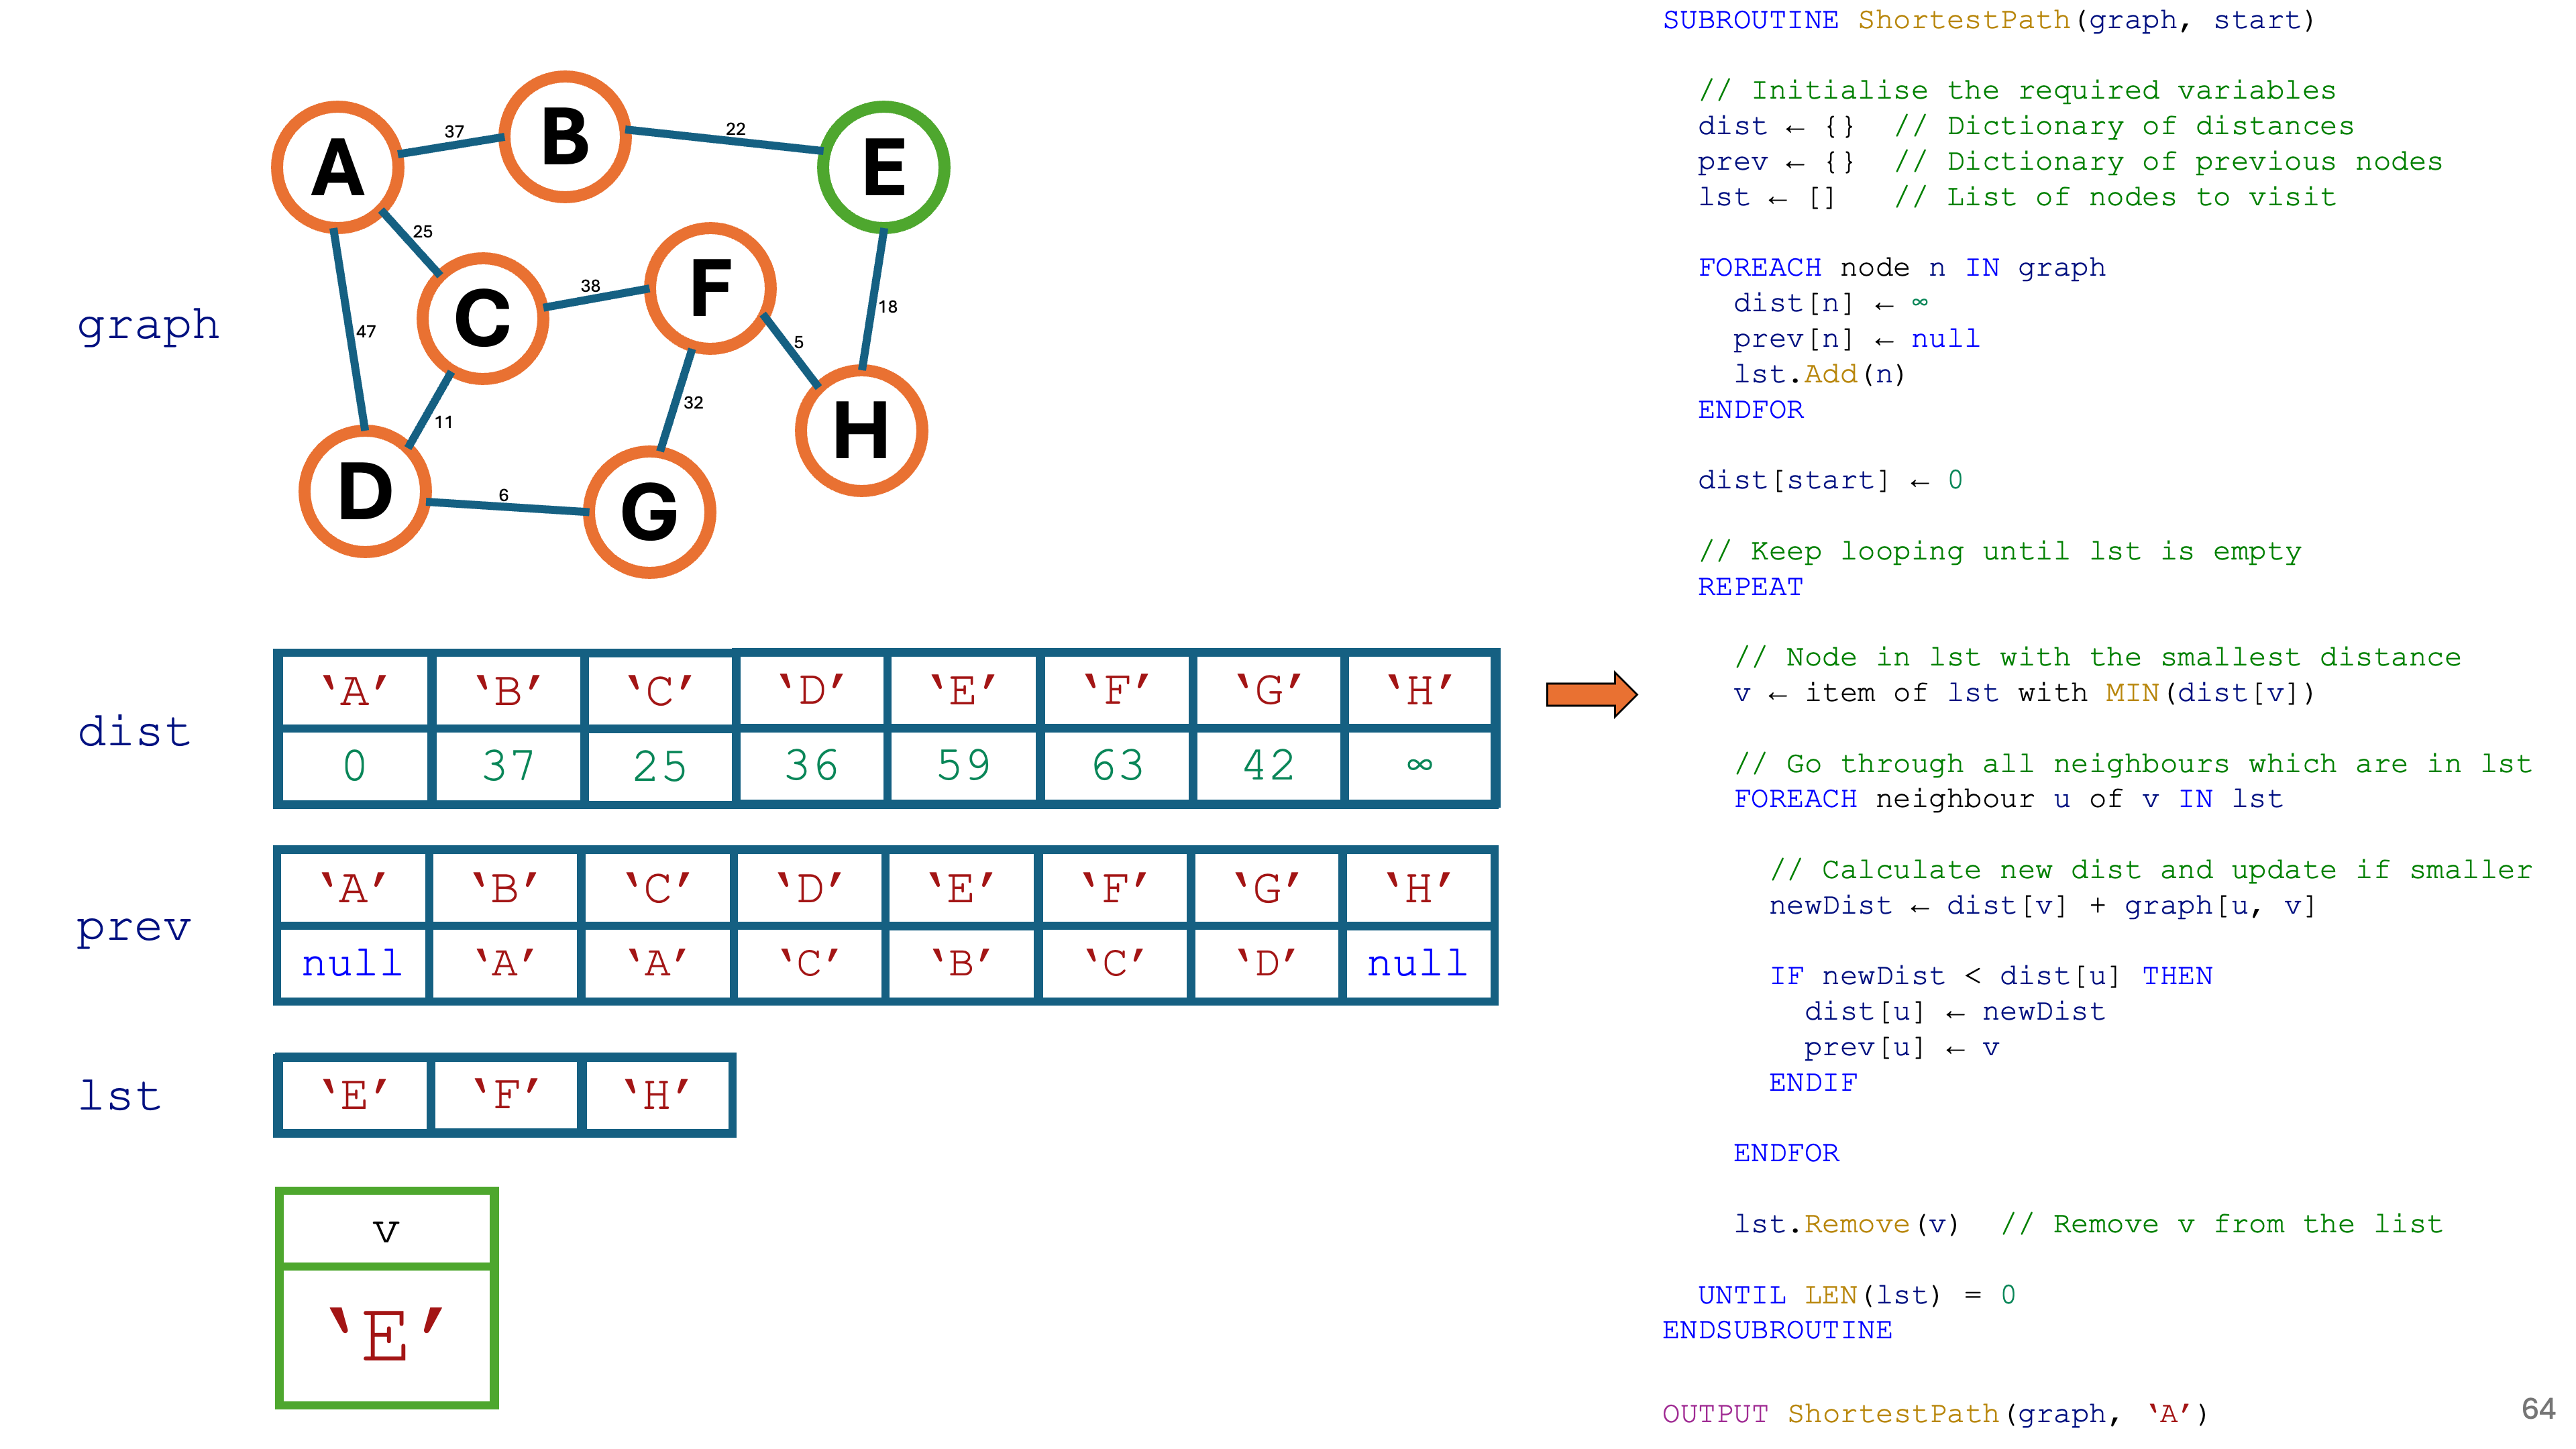 A
B
E
C
F
D
G
H
37
22
25
38
47
18
5
11
32
6
graph
dist
‘A’ ‘B’ ‘C’ ‘D’ ‘E’ ‘F’ ‘G’ ‘H’
0 37 25 36 59 63 42 ∞
prev
‘A’ ‘B’ ‘C’ ‘D’ ‘E’ ‘F’ ‘G’ ‘H’
null ‘A’ ‘A’ ‘C’ ‘B’ ‘C’ ‘D’ null
lst
‘E’ ‘F’ ‘H’
v
‘E’
SUBROUTINE ShortestPath(graph, start)
// Initialise the required variables
dist ← {} // Dictionary of distances
prev ← {} // Dictionary of previous nodes
lst ← [] // List of nodes to visit
FOREACH node n IN graph
dist[n] ← ∞
prev[n] ← null
lst.Add(n)
ENDFOR
dist[start] ← 0
// Keep looping until lst is empty
REPEAT
// Node in lst with the smallest distance
v ← item of lst with MIN(dist[v])
// Go through all neighbours which are in lst
FOREACH neighbour u of v IN lst
// Calculate new dist and update if smaller
newDist ← dist[v] + graph[u, v]
IF newDist < dist[u] THEN
dist[u] ← newDist
prev[u] ← v
ENDIF
ENDFOR
lst.Remove(v) // Remove v from the list
UNTIL LEN(lst) = 0
ENDSUBROUTINE
OUTPUT ShortestPath(graph, ‘A’)
64